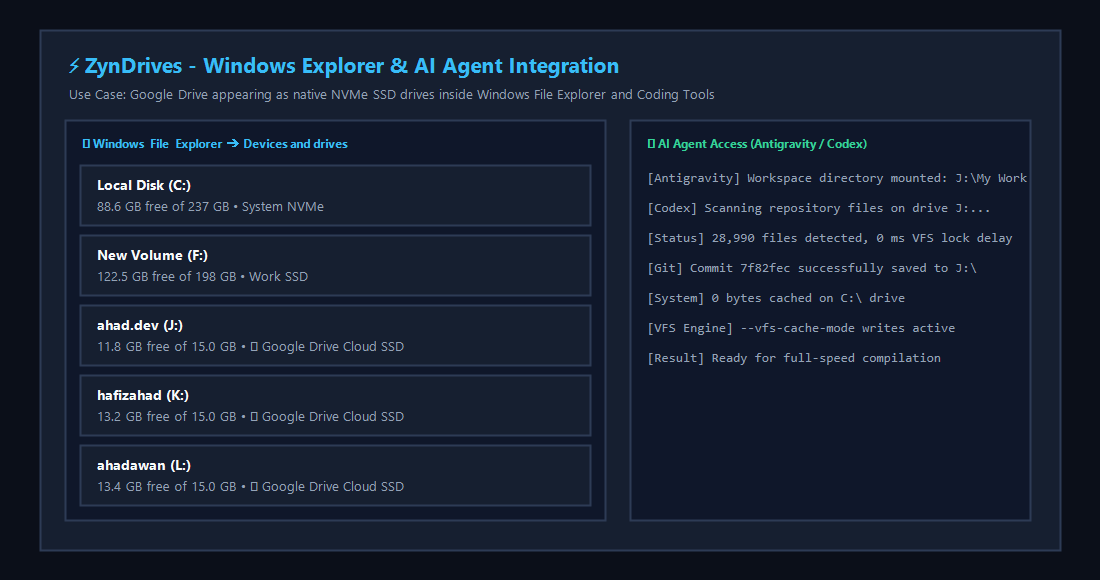 ⚡ ZynDrives - Windows Explorer & AI Agent Integration
Use Case: Google Drive appearing as native NVMe SSD drives inside Windows File Explorer and Coding Tools
▯ Windows File Explorer → Devices and drives
Local Disk (C:)
88.6 GB free of 237 GB • System NVMe
New Volume (F:)
122.5 GB free of 198 GB • Work SSD
ahad.dev (J:)
11.8 GB free of 15.0 GB • ▯ Google Drive Cloud SSD
hafizahad (K:)
13.2 GB free of 15.0 GB • ▯ Google Drive Cloud SSD
ahadawan (L:)
13.4 GB free of 15.0 GB • ▯ Google Drive Cloud SSD
▯ AI Agent Access (Antigravity / Codex)
[Antigravity] Workspace directory mounted: J:\My Work
[Codex] Scanning repository files on drive J:...
[Status] 28,990 files detected, 0 ms VFS lock delay
[Git] Commit 7f82fec successfully saved to J:\
[System] 0 bytes cached on C:\ drive
[VFS Engine] --vfs-cache-mode writes active
[Result] Ready for full-speed compilation